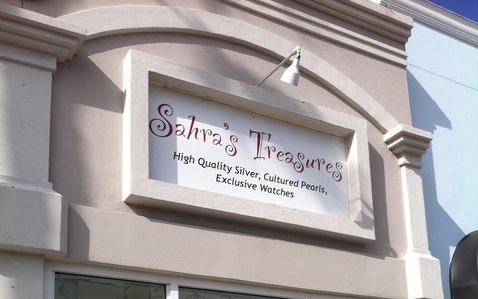 Sahra's Treasures
High Quality Silver, Cultured Pearls,
Exclusive Watches